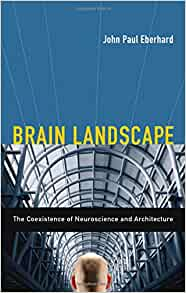 John Paul Eberhard
BRAIN LANDSCAPE
The Coexistence of Neuroscience and Architecture